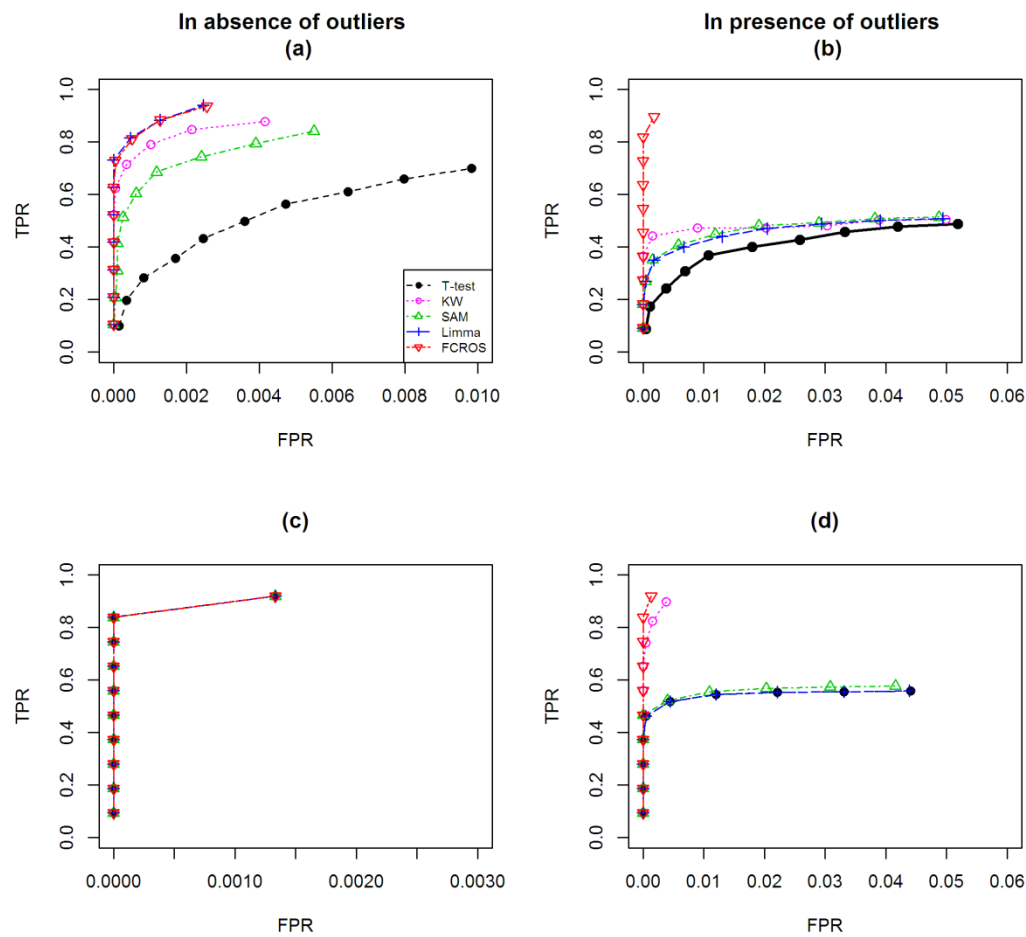 In absence of outliers
(a)
In presence of outliers
(b)
TPR
1.0
0.8
0.6
0.4
0.2
0.0
T-test
KW
SAM
Limma
FCROS
0.000 0.002 0.004 0.006 0.008 0.010
FPR
TPR
1.0
0.8
0.6
0.4
0.2
0.0
0.00 0.01 0.02 0.03 0.04 0.05 0.06
FPR
(c)
(d)
TPR
1.0
0.8
0.6
0.4
0.2
0.0
0.0000 0.0010 0.0020 0.0030
FPR
TPR
1.0
0.8
0.6
0.4
0.2
0.0
0.00 0.01 0.02 0.03 0.04 0.05 0.06
FPR